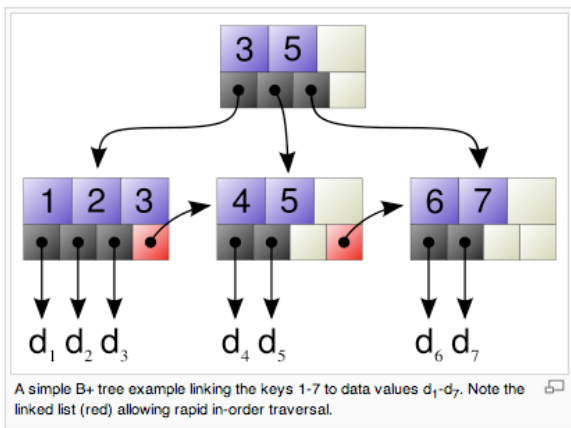 3 5
1 2 3 4 5 6 7
d₁ d₂ d₃ d₄ d₅ d₆ d₇
A simple B+ tree example linking the keys 1-7 to data values d₁-d₇. Note the
linked list (red) allowing rapid in-order traversal.